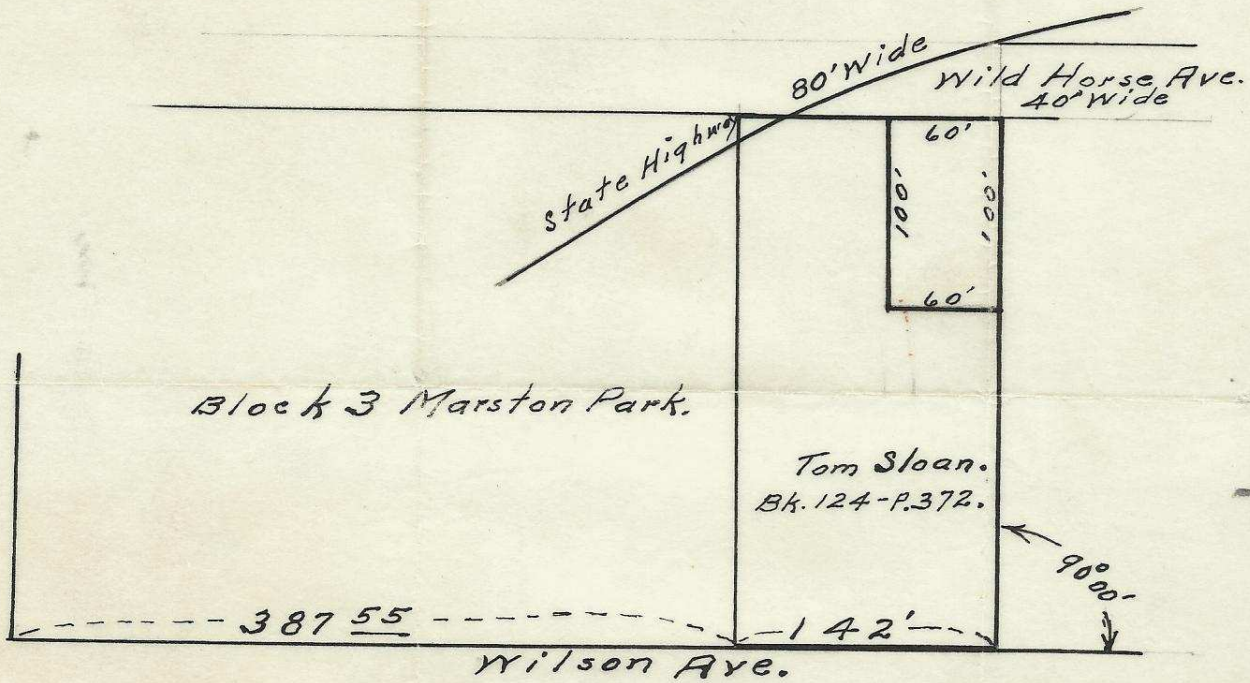 80' Wide
Wild Horse Ave.
40' Wide
State Highway
60'
100'
100'
60'
Block 3 Marston Park.
Tom Sloan.
Bk. 124-P.372.
90° 00'
387 55
142'
Wilson Ave.